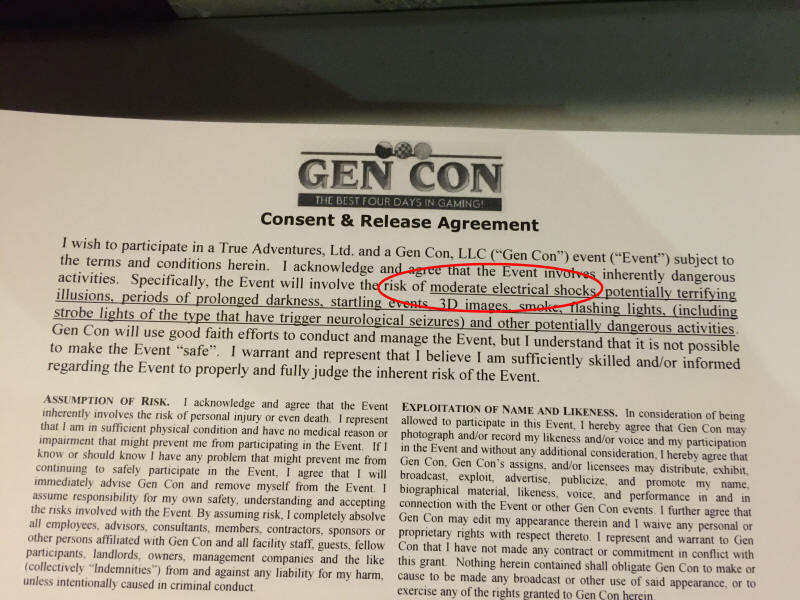 GEN CON
THE BEST FOUR DAYS IN GAMING!
Consent & Release Agreement
I wish to participate in a True Adventures, Ltd. and a Gen Con, LLC (“Gen Con”) event (“Event”) subject to
the terms and conditions herein. I acknowledge and agree that the Event involves inherently dangerous
activities. Specifically, the Event will involve the risk of moderate electrical shocks, potentially terrifying
illusions, periods of prolonged darkness, startling events, 3D images, smoke, flashing lights, (including
strobe lights of the type that have trigger neurological seizures) and other potentially dangerous activities.
Gen Con will use good faith efforts to conduct and manage the Event, but I understand that it is not possible
to make the Event “safe”. I warrant and represent that I believe I am sufficiently skilled and/or informed
regarding the Event to properly and fully judge the inherent risk of the Event.
ASSUMPTION OF RISK. I acknowledge and agree that the Event
inherently involves the risk of personal injury or even death. I represent
that I am in sufficient physical condition and have no medical reason or
impairment that might prevent me from participating in the Event. If I
know or should know I have any problem that might prevent me from
continuing to safely participate in the Event, I agree that I will
immediately advise Gen Con and remove myself from the Event. I
assume responsibility for my own safety, understanding and accepting
the risks involved with the Event. By assuming risk, I completely absolve
all employees, advisors, consultants, members, contractors, sponsors or
other persons affiliated with Gen Con and all facility staff, guests, fellow
participants, landlords, owners, management companies and the like
(collectively “Indemnities”) from and against any liability for my harm,
unless intentionally caused in criminal conduct.
EXPLOITATION OF NAME AND LIKENESS. In consideration of being
allowed to participate in this Event, I hereby agree that Gen Con may
photograph and/or record my likeness and/or voice and my participation
in the Event and without any additional consideration, I hereby agree that
Gen Con, Gen Con’s assigns, and/or licensees may distribute, exhibit,
broadcast, exploit, advertise, publicize, and promote my name,
biographical material, likeness, voice, and performance in and in
connection with the Event or other Gen Con events. I further agree that
Gen Con may edit my appearance therein and I waive any personal or
proprietary rights with respect thereto. I represent and warrant to Gen
Con that I have not made any contract or commitment in conflict with
this grant. Nothing herein contained shall obligate Gen Con to make or
cause to be made any broadcast or other use of said appearance, or to
exercise any of the rights granted to Gen Con herein.